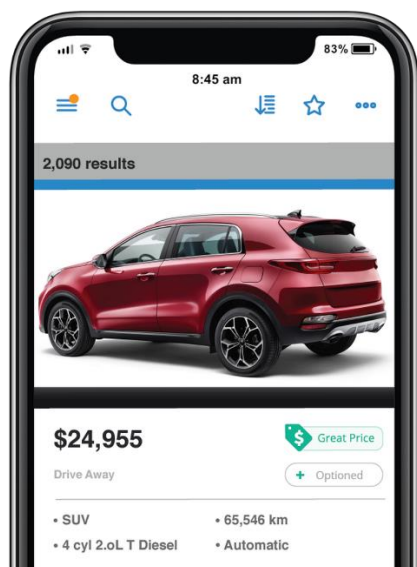 83%
8:45 am
2,090 results
$24,955
Great Price
Drive Away
+ Optioned
• SUV
• 65,546 km
• 4 cyl 2.oL T Diesel
• Automatic